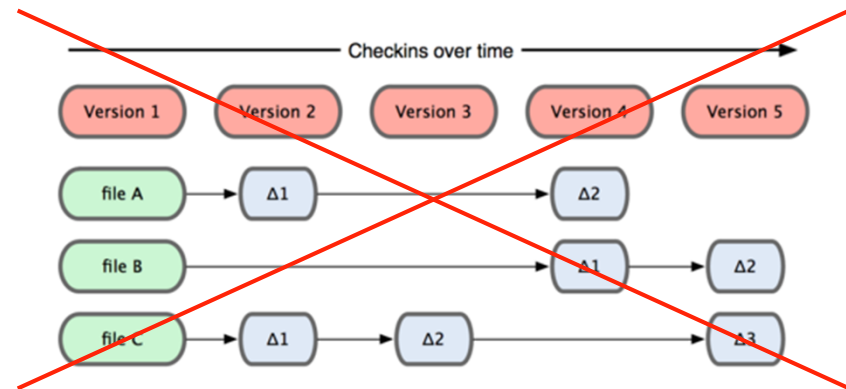 Checkins over time
Version 1 Version 2 Version 3 Version 4 Version 5
file A Δ1 Δ2
file B Δ1 Δ2
file C Δ1 Δ2 Δ3